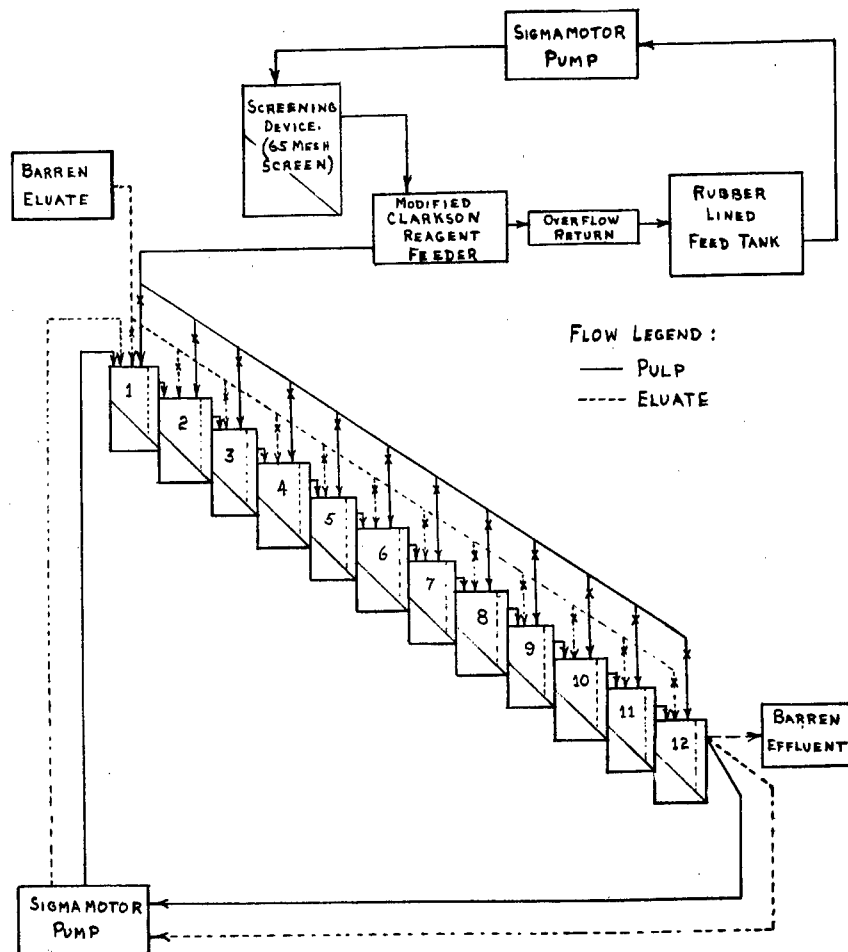 SIGMAMOTOR
PUMP
SCREENING
DEVICE.
(65 MESH
SCREEN)
BARREN
ELUATE
MODIFIED
CLARKSON
REAGENT
FEEDER
OVERFLOW
RETURN
RUBBER
LINED
FEED TANK
FLOW LEGEND:
PULP
ELUATE
1
2
3
4
5
6
7
8
9
10
11
12
BARREN
EFFLUENT
SIGMAMOTOR
PUMP